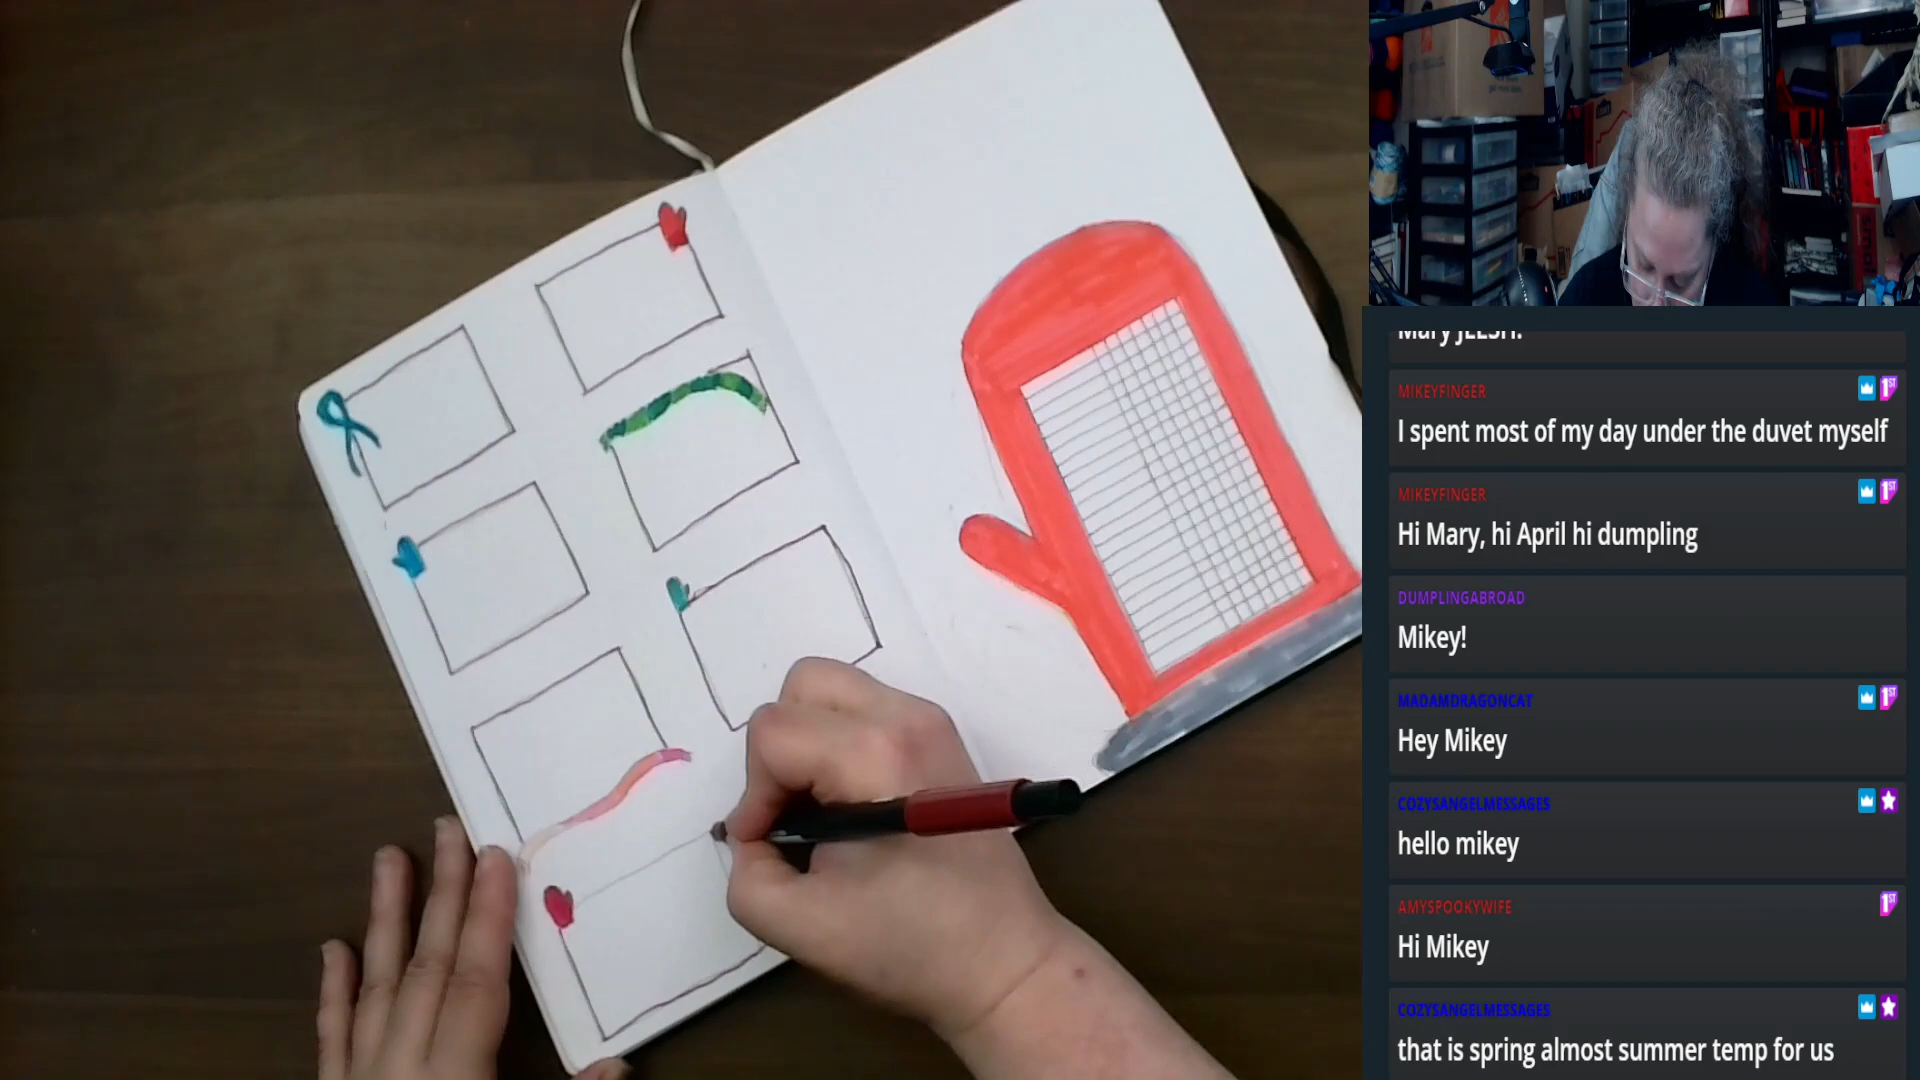 MIKEYFINGER
I spent most of my day under the duvet myself
MIKEYFINGER
Hi Mary, hi April hi dumpling
DUMPLINGABROAD
Mikey!
MADAMDRAGONCAT
Hey Mikey
COZYSANGELMESSAGES
hello mikey
AMYSPOOKYWIFE
Hi Mikey
COZYSANGELMESSAGES
that is spring almost summer temp for us